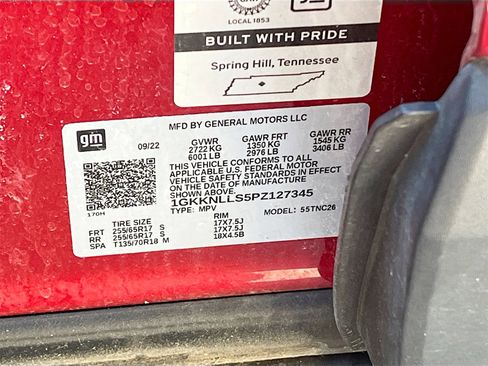 LOCAL 1853
BUILT WITH PRIDE
Spring Hill, Tennessee
gm
MFD BY GENERAL MOTORS LLC
09/22 GVWR GAWR FRT GAWR RR
2722 KG 1350 KG 1545 KG
6001 LB 2976 LB 3406 LB
THIS VEHICLE CONFORMS TO ALL
APPLICABLE U.S. FEDERAL MOTOR
VEHICLE SAFETY STANDARDS IN EFFECT
ON THE DATE OF MANUFACTURE
SHOWN ABOVE.
1GKKNLLS5PZ127345
170H TYPE: MPV MODEL: 55TNC26
TIRE SIZE RIM
FRT 255/65R17 S 17X7.5J
RR 255/65R17 S 17X7.5J
SPA T135/70R18 M 18X4.5B